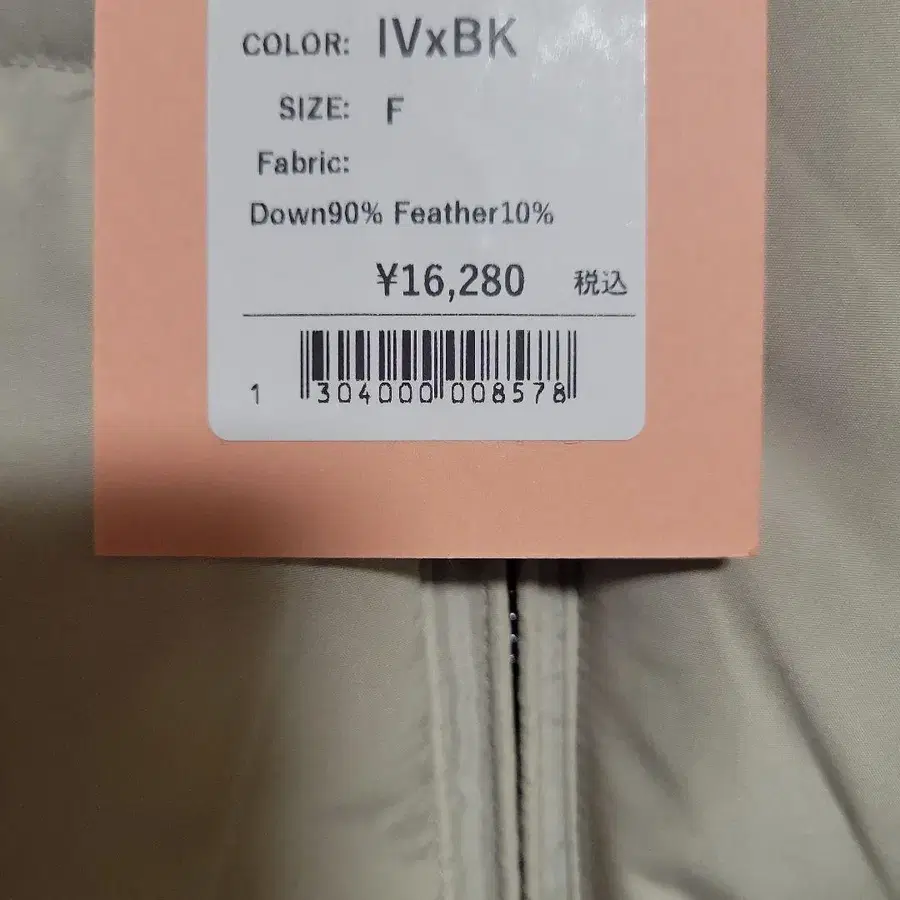 COLOR: IVxBK
SIZE: F
Fabric:
Down90% Feather10%
¥16,280 税込
1 304000 008578